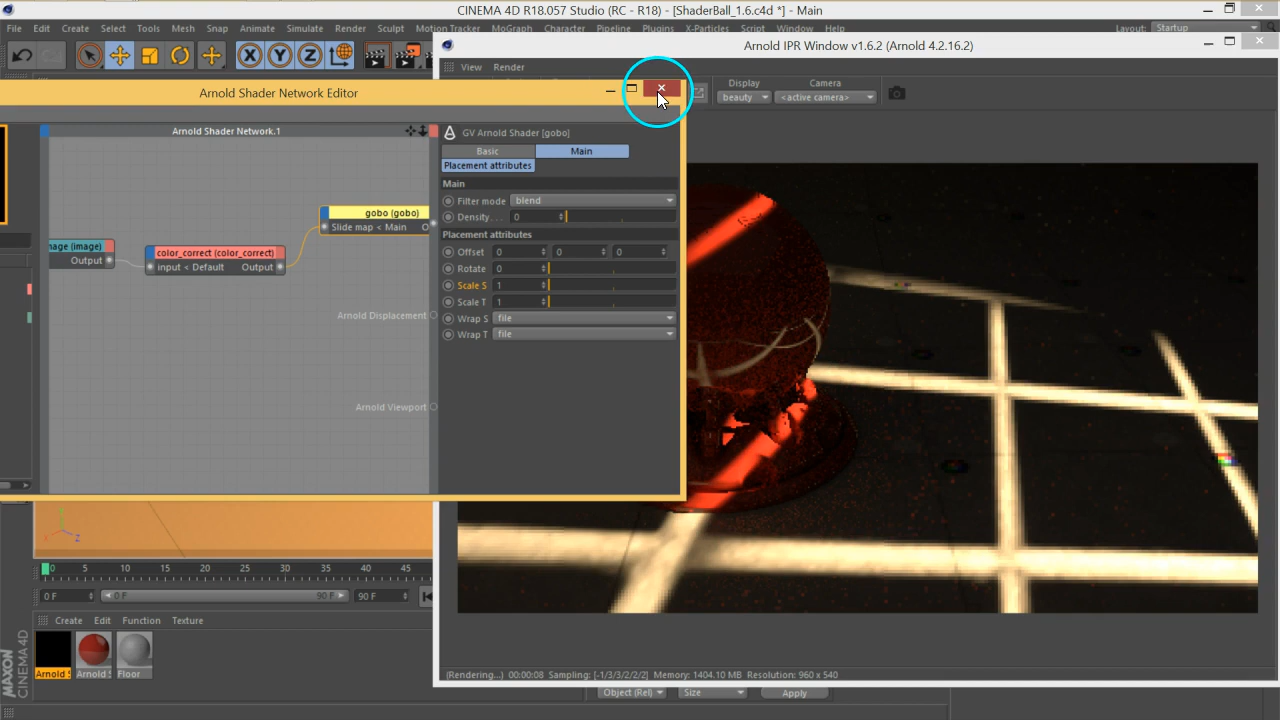 CINEMA 4D R18.057 Studio (RC - R18) - [ShaderBall_1.6.c4d *] - Main
File Edit Create Select Tools Mesh Snap Animate Simulate Render Sculpt Motion Tracker MoGraph Character Pipeline Plugins X-Particles Script Window Help Layout: Startup
Arnold IPR Window v1.6.2 (Arnold 4.2.16.2)
View Render
Display Camera
beauty <active camera>
Arnold Shader Network Editor
Arnold Shader Network.1
gobo (gobo)
Slide map < Main
image (image)
Output
color_correct (color_correct)
input < Default Output
Arnold Displacement
Arnold Viewport
GV Arnold Shader [gobo]
Basic Main
Placement attributes
Main
Filter mode blend
Density . . . 0
Placement attributes
Offset 0 0 0
Rotate 0
Scale S 1
Scale T 1
Wrap S file
Wrap T file
X Y Z
Z
0 5 10 15 20 25 30 35 40 45
0 F 0 F 90 F 90 F
Create Edit Function Texture
Arnold S Arnold S Floor
MAXON
CINEMA 4D
(Rendering...) 00:00:08 Sampling: [-1/3/3/2/2/2] Memory: 1404.10 MB Resolution: 960 x 540
Object (Rel) Size Apply